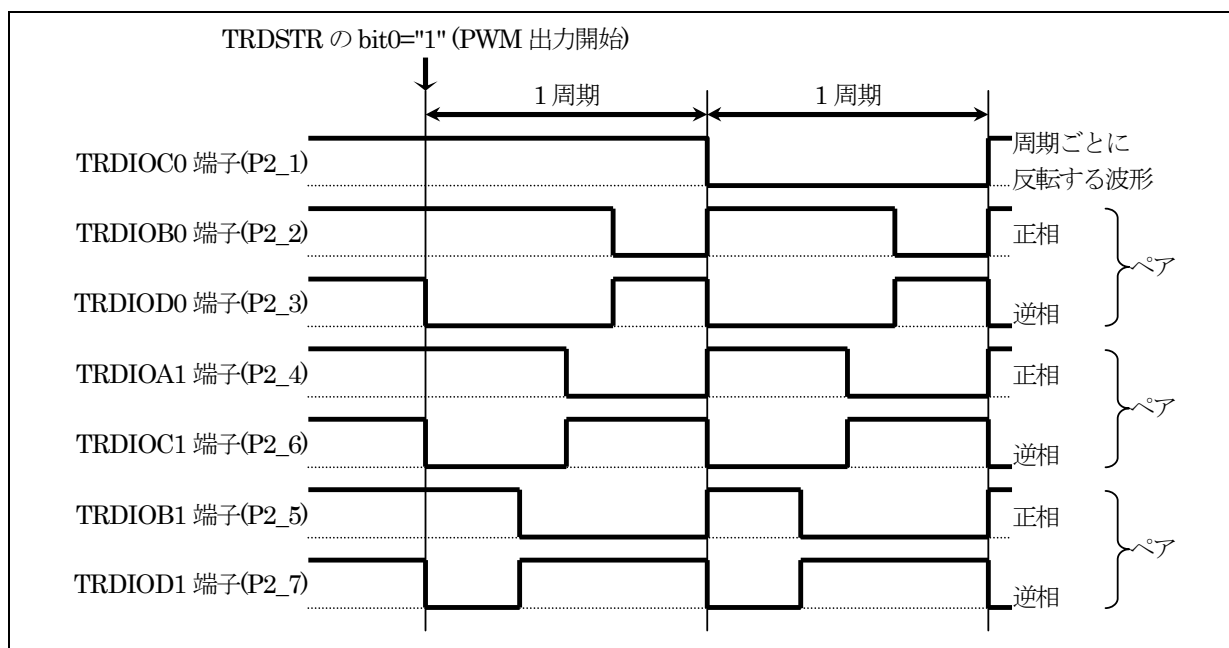 TRDSTR の bit0="1" (PWM 出力開始)
1 周期
1 周期
TRDIOC0 端子(P2_1)
周期ごとに
反転する波形
TRDIOB0 端子(P2_2)
正相
ペア
TRDIOD0 端子(P2_3)
逆相
TRDIOA1 端子(P2_4)
正相
ペア
TRDIOC1 端子(P2_6)
逆相
TRDIOB1 端子(P2_5)
正相
ペア
TRDIOD1 端子(P2_7)
逆相